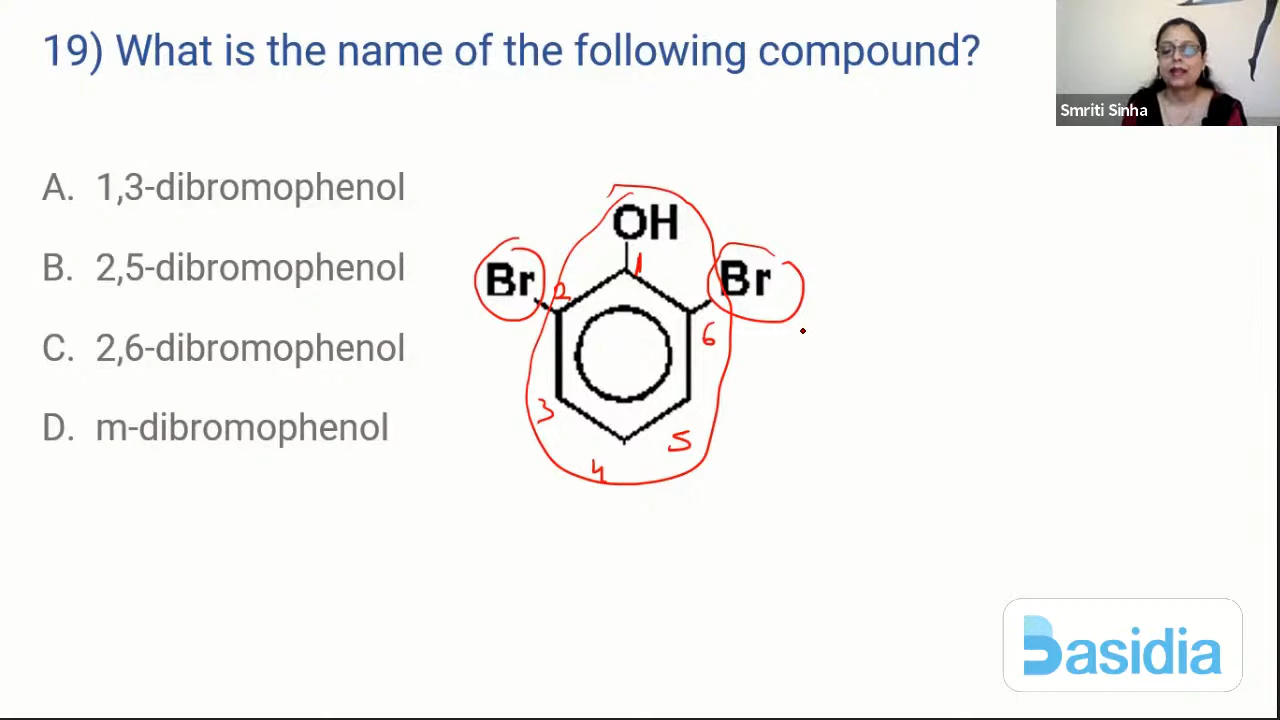 19) What is the name of the following compound?
Smriti Sinha
A. 1,3-dibromophenol
B. 2,5-dibromophenol
C. 2,6-dibromophenol
D. m-dibromophenol
OH
Br
Br
1
2
6
3
5
4
Basidia